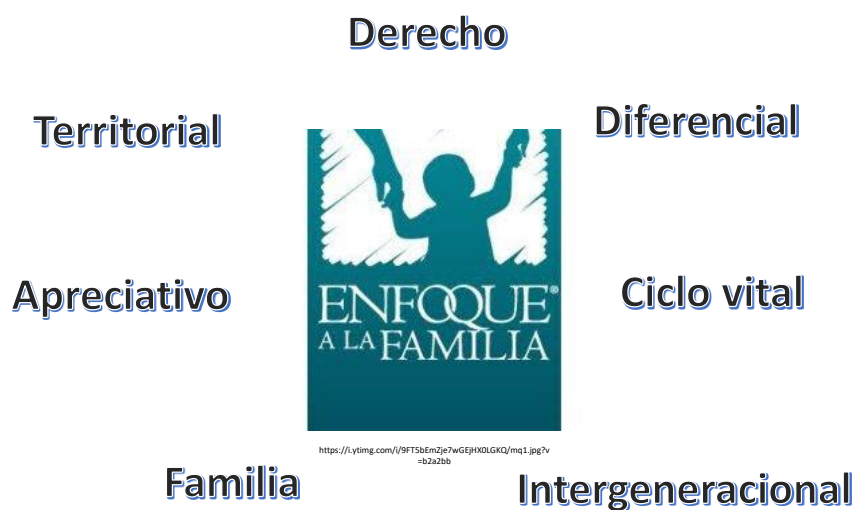 Derecho
Territorial
Diferencial
ENFOQUE®
A LA FAMILIA
Apreciativo
Ciclo vital
https://i.ytimg.com/i/9FT5bEmZje7wGEjHX0LGKQ/mq1.jpg?v
=b2a2bb
Familia
Intergeneracional